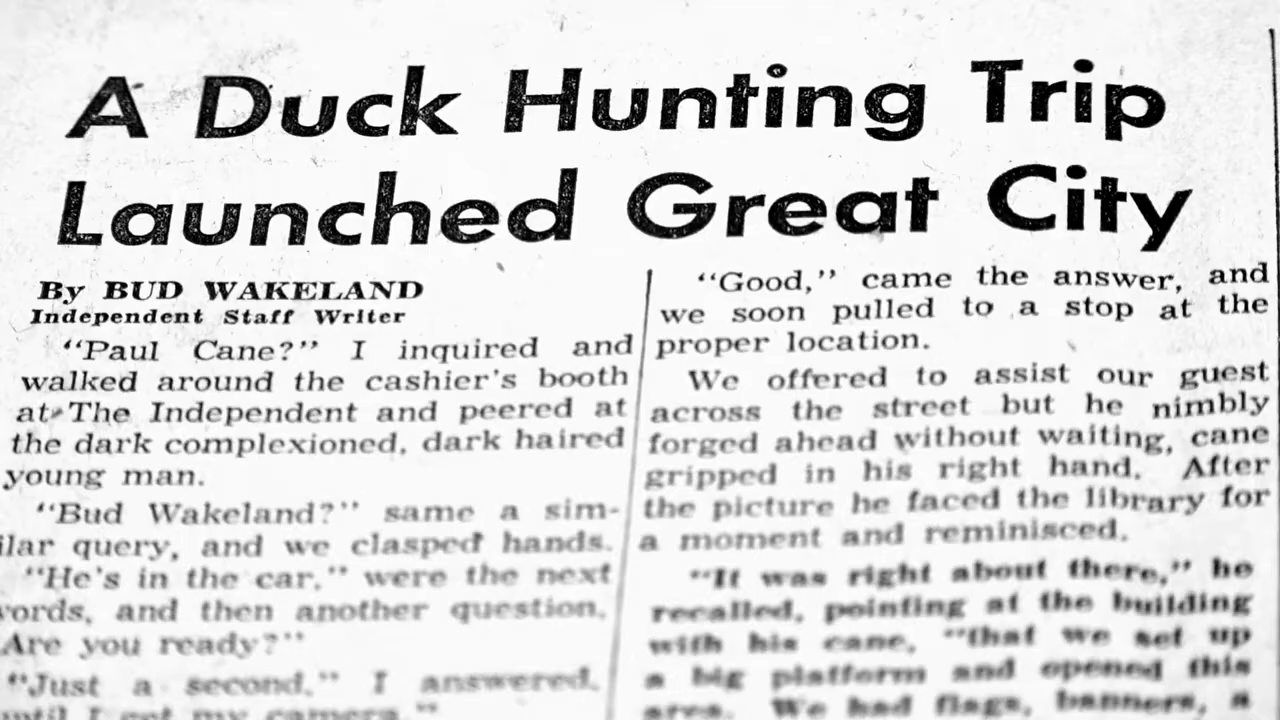 A Duck Hunting Trip
Launched Great City
By BUD WAKELAND
Independent Staff Writer
"Paul Cane?" I inquired and
walked around the cashier's booth
at The Independent and peered at
the dark complexioned, dark haired
young man.
"Bud Wakeland?" same a sim-
ilar query, and we clasped hands.
"He's in the car," were the next
words, and then another question.
Are you ready?"
"Just a second," I answered,
until I get my camera."
"Good," came the answer, and
we soon pulled to a stop at the
proper location.
We offered to assist our guest
across the street but he nimbly
forged ahead without waiting, cane
gripped in his right hand. After
the picture he faced the library for
a moment and reminisced.
"It was right about there," he
recalled, pointing at the building
with his cane, "that we set up
a big platform and opened this
area. We had flags, banners, a